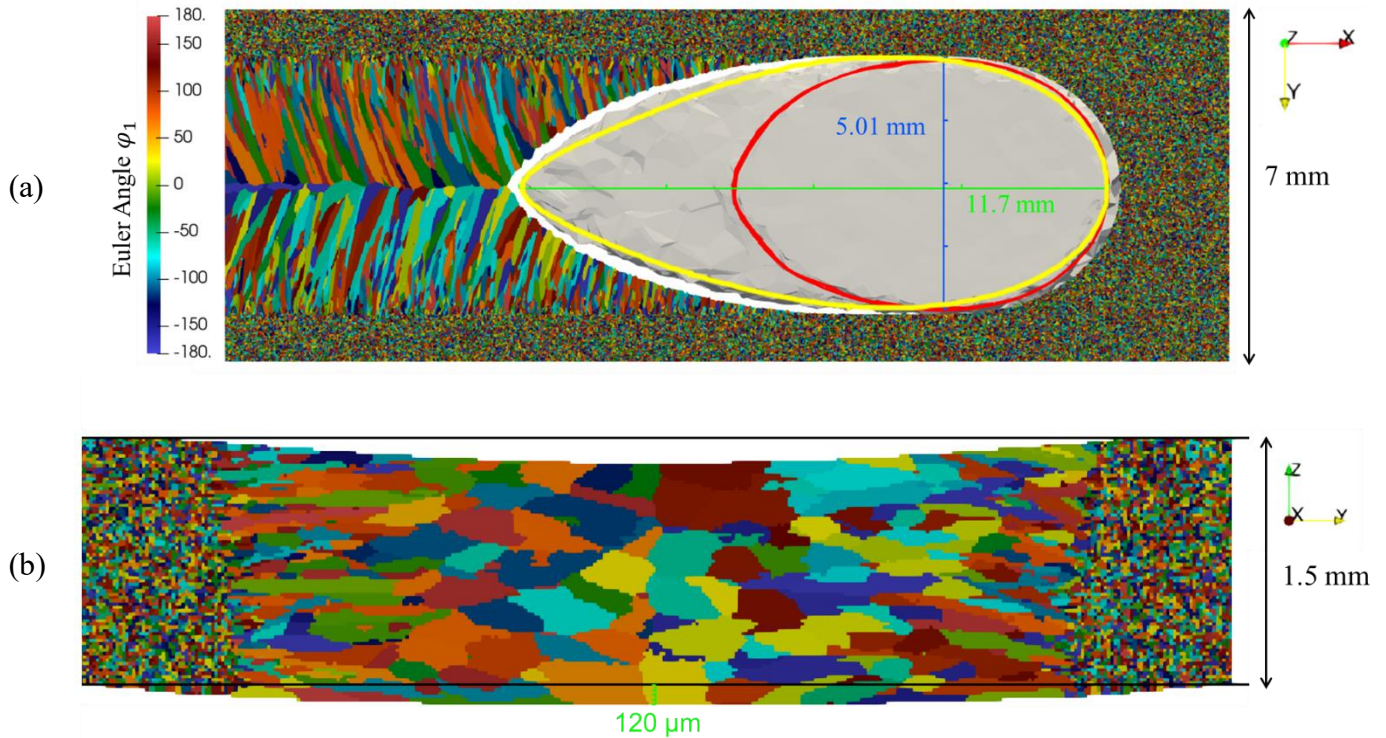 (a)
Euler Angle φ₁
180.
150
100
50
0
-50
-100
-150
-180.
5.01 mm
11.7 mm
Z
X
Y
7 mm
(b)
Z
X
Y
1.5 mm
120 µm